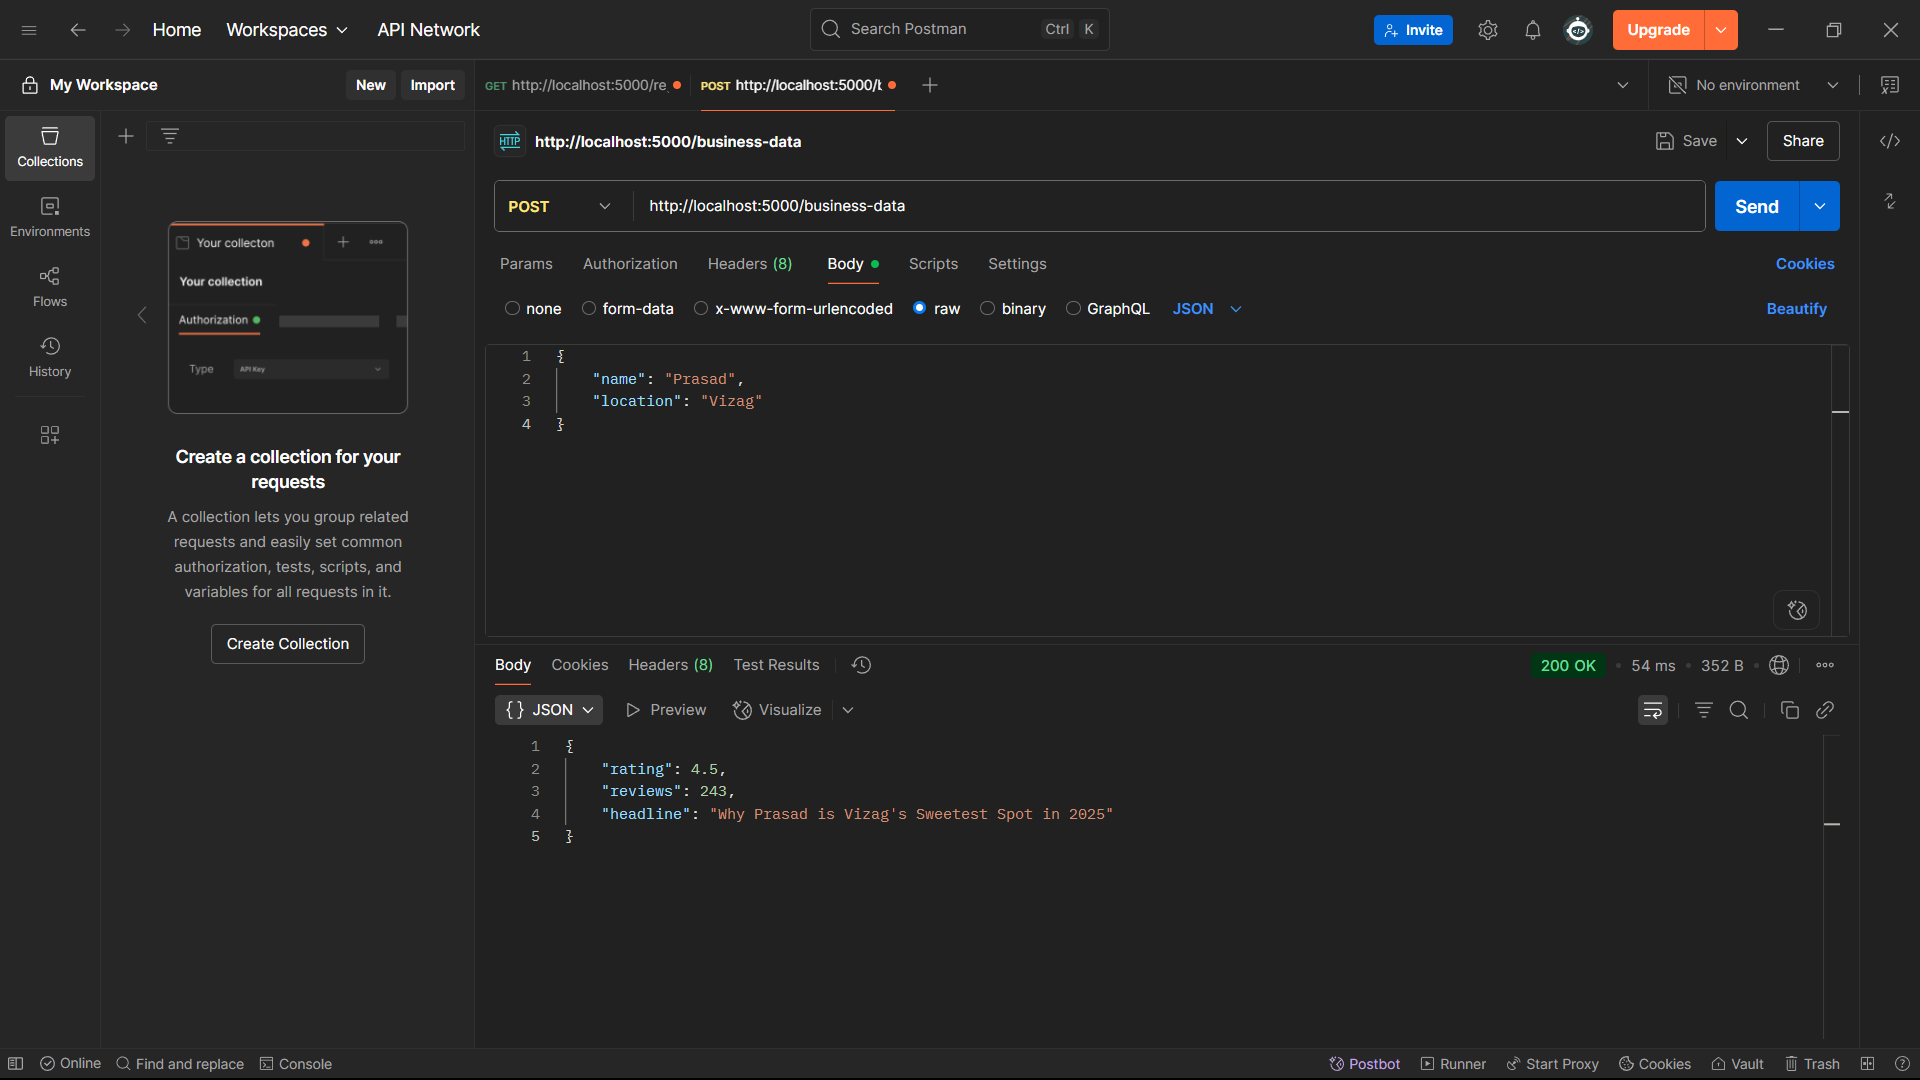 Home Workspaces API Network
Search Postman Ctrl K
Invite Upgrade
My Workspace New Import
GET http://localhost:5000/re POST http://localhost:5000/b No environment
Collections
Environments
Flows
History
Your collecton
Your collection
Authorization
Type API Key
Create a collection for your
requests
A collection lets you group related
requests and easily set common
authorization, tests, scripts, and
variables for all requests in it.
Create Collection
HTTP http://localhost:5000/business-data Save Share
POST http://localhost:5000/business-data Send
Params Authorization Headers (8) Body Scripts Settings Cookies
none form-data x-www-form-urlencoded raw binary GraphQL JSON Beautify
1 {
2 "name": "Prasad",
3 "location": "Vizag"
4 }
Body Cookies Headers (8) Test Results 200 OK 54 ms 352 B
{} JSON Preview Visualize
1 {
2 "rating": 4.5,
3 "reviews": 243,
4 "headline": "Why Prasad is Vizag's Sweetest Spot in 2025"
5 }
Online Find and replace Console Postbot Runner Start Proxy Cookies Vault Trash